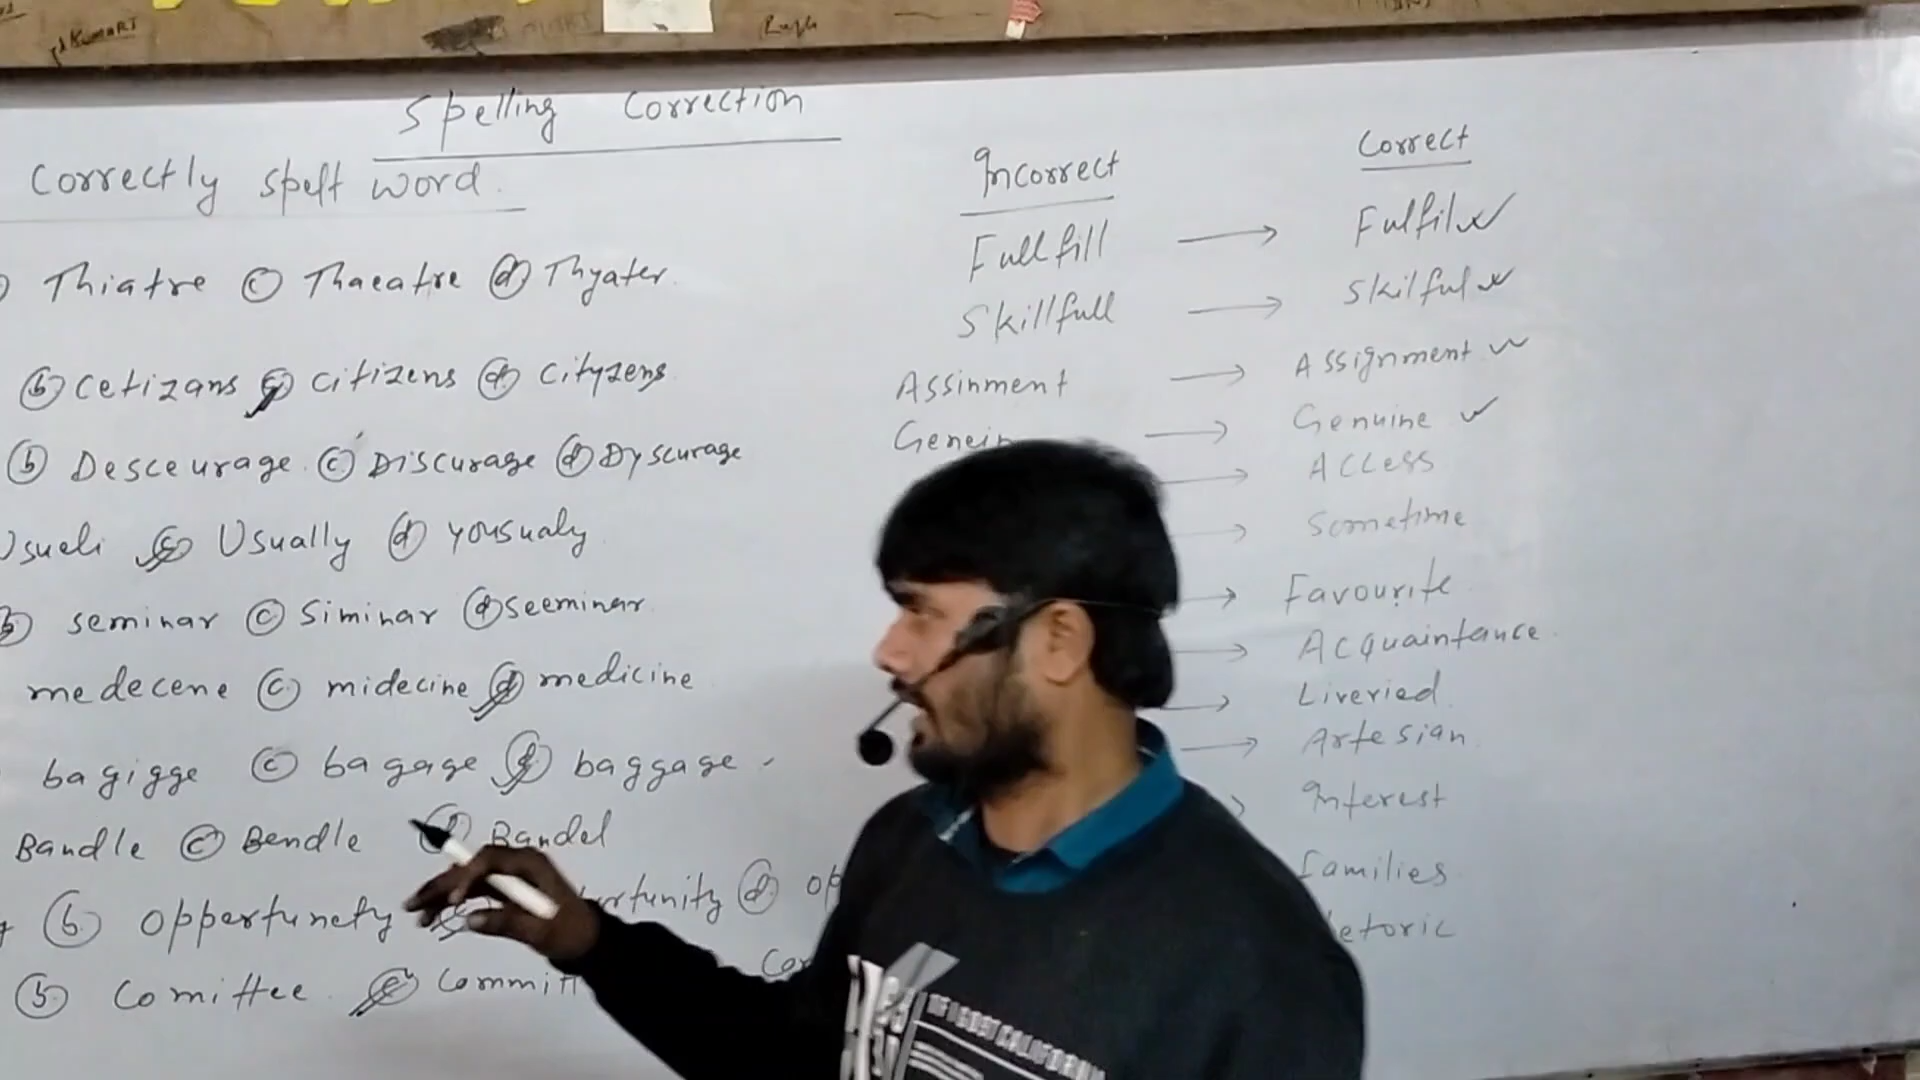 Spelling Correction
Correctly spelt word.
Thiatre (c) Thaeatre (d) Thyater
(b) Cetizans (c) Citizens (d) Cityzens
(b) Desceurage (c) Discurage (d) Dyscurage
Usueli (c) Usually (d) yousualy
(b) seminar (c) Siminar (d) Seeminar
medecene (c) midecine (d) medicine
bagigge (c) bagage (d) baggage
Bandle (c) Bendle (d) Bandel
(b) oppertunety
(b) Comittee (c)
Incorrect Correct
Fullfill → Fulfil ✓
Skillfull → Skilful ✓
Assinment → Assignment ✓
→ Genuine ✓
→ Access
→ Sometime
→ Favourite
→ Acquaintance
→ Liveried
→ Artesian
Interest
Families